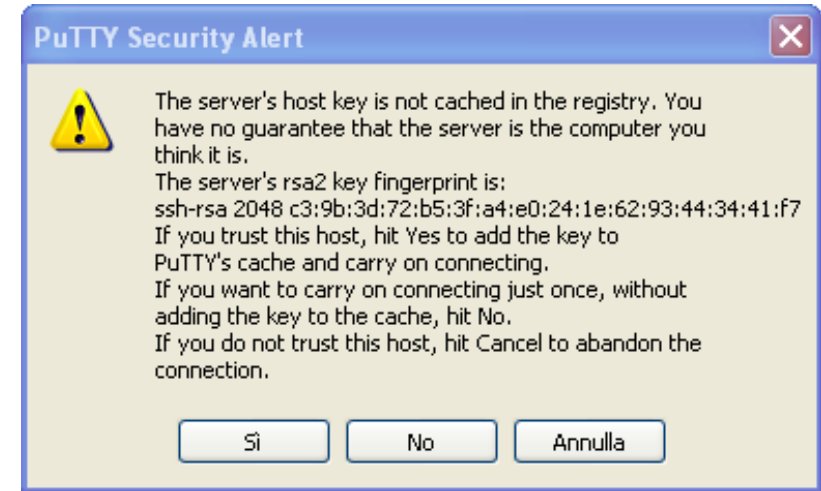 PuTTY Security Alert
The server's host key is not cached in the registry. You
have no guarantee that the server is the computer you
think it is.
The server's rsa2 key fingerprint is:
ssh-rsa 2048 c3:9b:3d:72:b5:3f:a4:e0:24:1e:62:93:44:34:41:f7
If you trust this host, hit Yes to add the key to
PuTTY's cache and carry on connecting.
If you want to carry on connecting just once, without
adding the key to the cache, hit No.
If you do not trust this host, hit Cancel to abandon the
connection.
Sì No Annulla